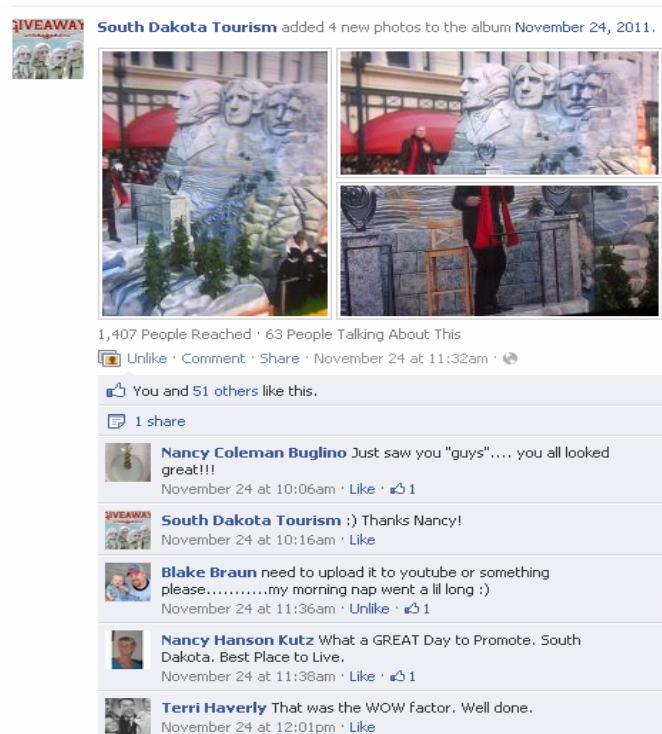 GIVEAWAY
South Dakota Tourism added 4 new photos to the album November 24, 2011.
1,407 People Reached · 63 People Talking About This
Unlike · Comment · Share · November 24 at 11:32am ·
You and 51 others like this.
1 share
Nancy Coleman Buglino Just saw you "guys".... you all looked
great!!!
November 24 at 10:06am · Like · 1
GIVEAWAY
South Dakota Tourism :) Thanks Nancy!
November 24 at 10:16am · Like
Blake Braun need to upload it to youtube or something
please...........my morning nap went a lil long :)
November 24 at 11:36am · Unlike · 1
Nancy Hanson Kutz What a GREAT Day to Promote. South
Dakota. Best Place to Live.
November 24 at 11:38am · Like · 1
Terri Haverly That was the WOW factor. Well done.
November 24 at 12:01pm · Like